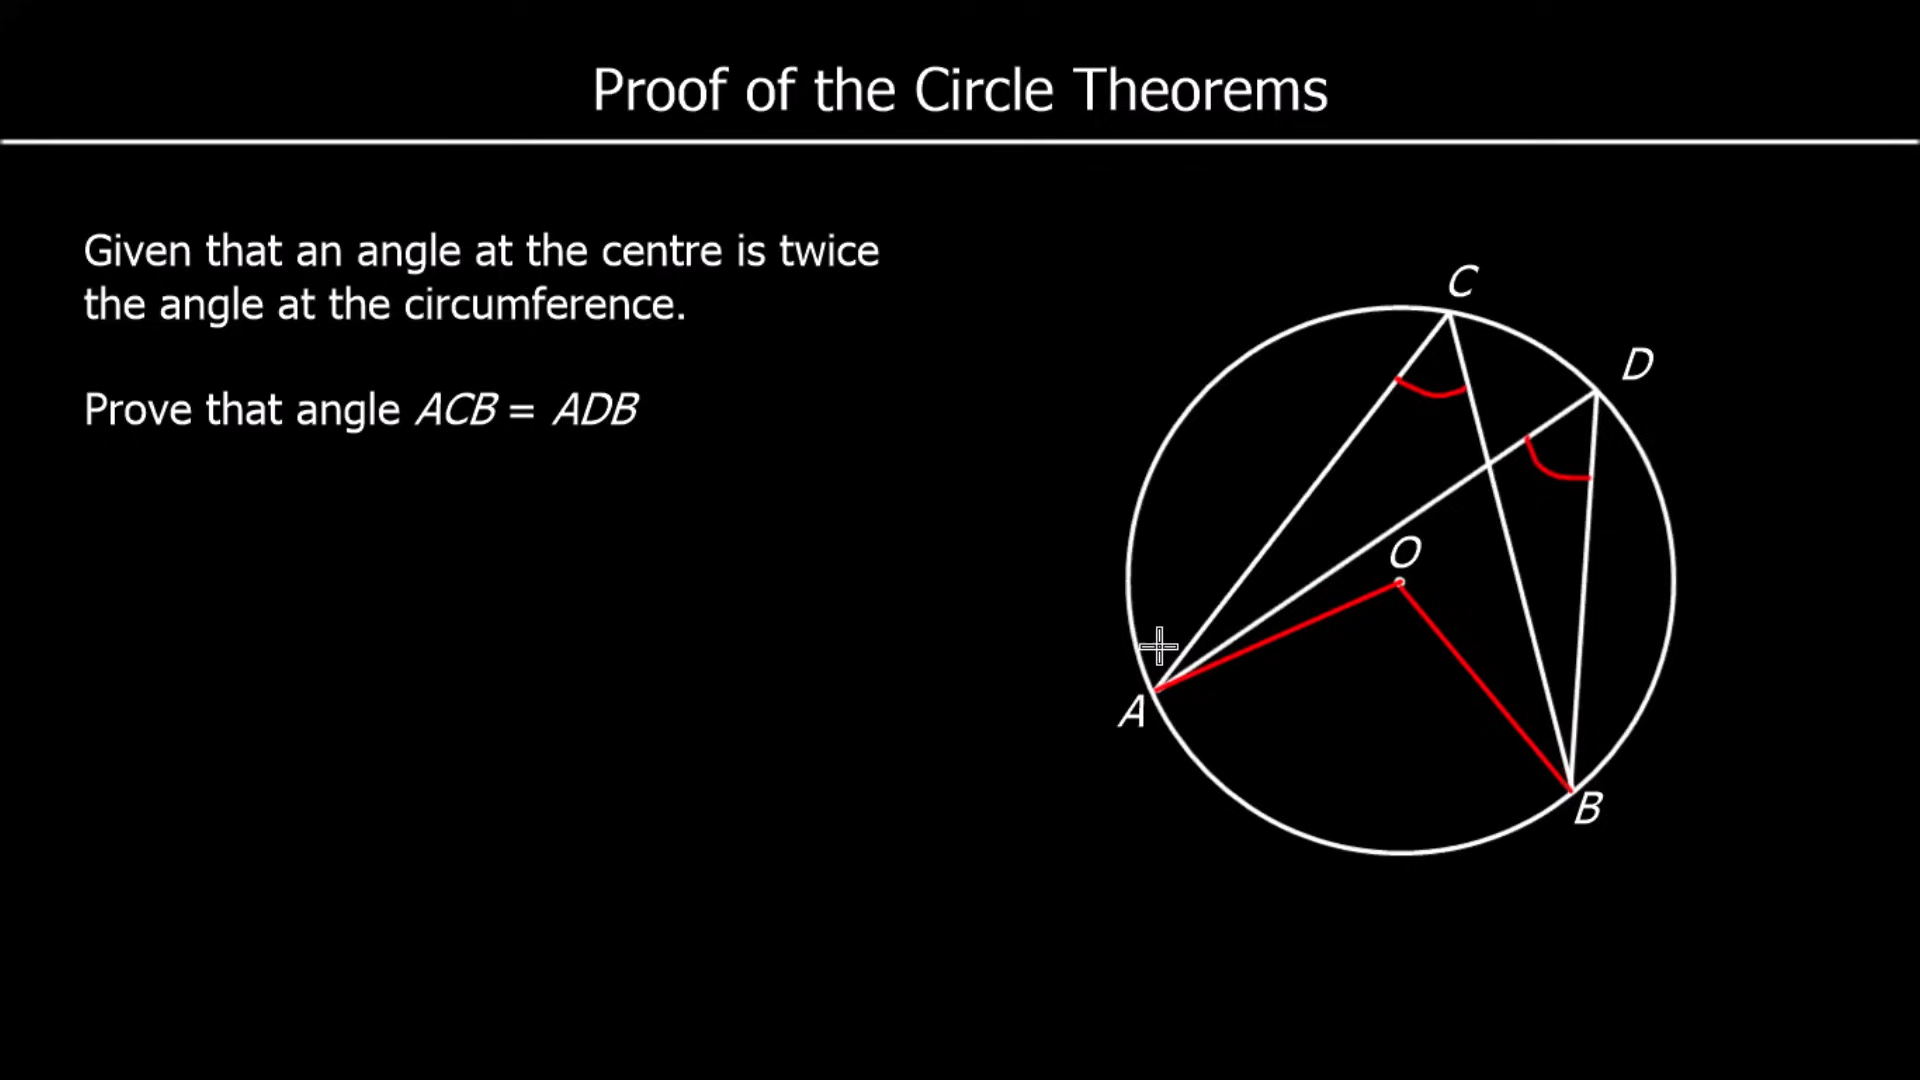 Proof of the Circle Theorems
Given that an angle at the centre is twice
the angle at the circumference.
Prove that angle ACB = ADB
C
D
O
A
B